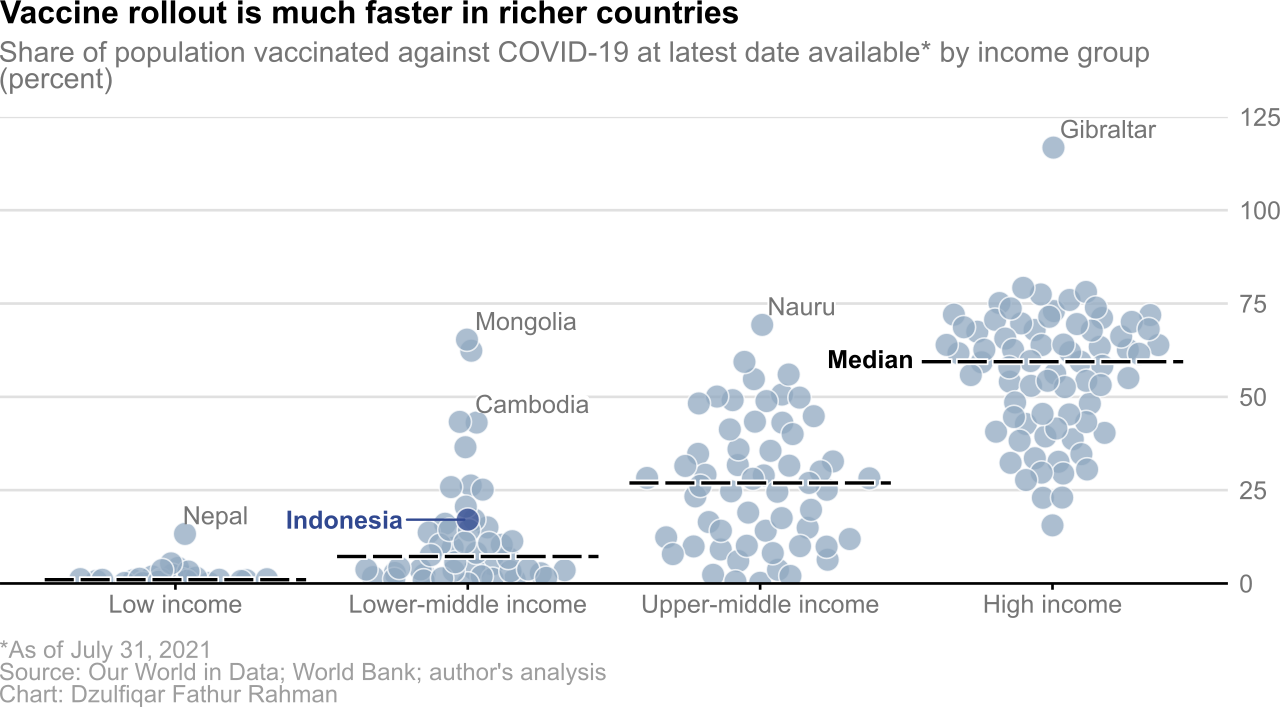 Vaccine rollout is much faster in richer countries
Share of population vaccinated against COVID-19 at latest date available* by income group
(percent)
125
Gibraltar
100
75
Nauru
Mongolia
Median
Cambodia
50
25
Nepal
Indonesia
0
Low income
Lower-middle income
Upper-middle income
High income
*As of July 31, 2021
Source: Our World in Data; World Bank; author's analysis
Chart: Dzulfiqar Fathur Rahman